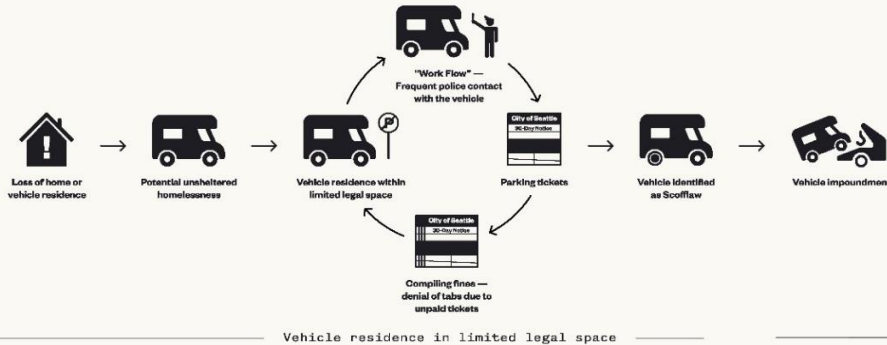 "Work Flow" —
Frequent police contact
with the vehicle
Loss of home or
vehicle residence
Potential unsheltered
homelessness
Vehicle residence within
limited legal space
City of Seattle
30-Day Notice
Parking tickets
Vehicle identified
as Scofflaw
Vehicle impoundmen
City of Seattle
30-Day Notice
Compiling fines —
denial of tabs due to
unpaid tickets
Vehicle residence in limited legal space